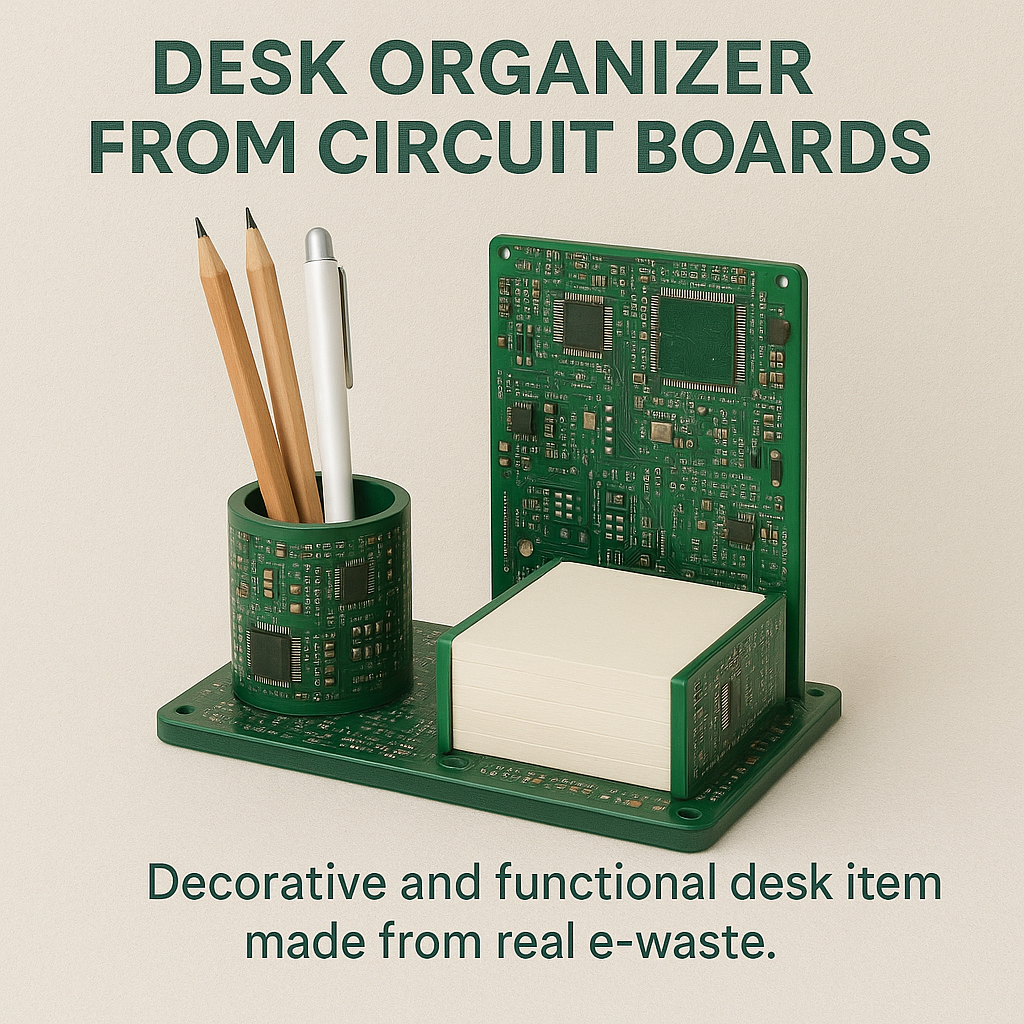 DESK ORGANIZER
FROM CIRCUIT BOARDS
Decorative and functional desk item
made from real e-waste.